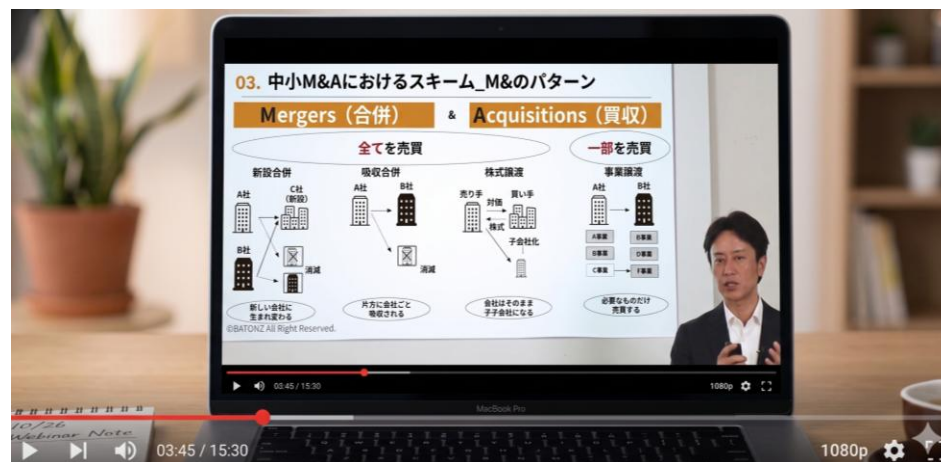 03. 中小M&Aにおけるスキーム_M&のパターン
Mergers（合併） & Acquisitions（買収）
全てを売買
一部を売買
新設合併
吸収合併
株式譲渡
事業譲渡
A社
C社
（新設）
B社
消滅
A社
B社
消滅
売り手
買い手
対価
株式
子会社化
A社
B社
A事業
B事業
B事業
D事業
C事業
F事業
新しい会社に
生まれ変わる
片方に会社ごと
吸収される
会社はそのまま
子子会社になる
必要なものだけ
売買する
©BATONZ All Right Reserved.
03:45 / 15:30
1080p
MacBook Pro
10/26
Webinar Note
03:45 / 15:30
1080p